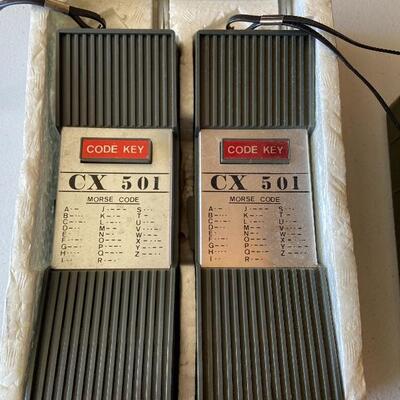 CODE KEY
CX 501
MORSE CODE
A J S
B K T
C L U
D M V
E N W
F O X
G P Y
H Q Z
I R
CODE KEY
CX 501
MORSE CODE
A J S
B K T
C L U
D M V
E N W
F O X
G P Y
H Q Z
I R